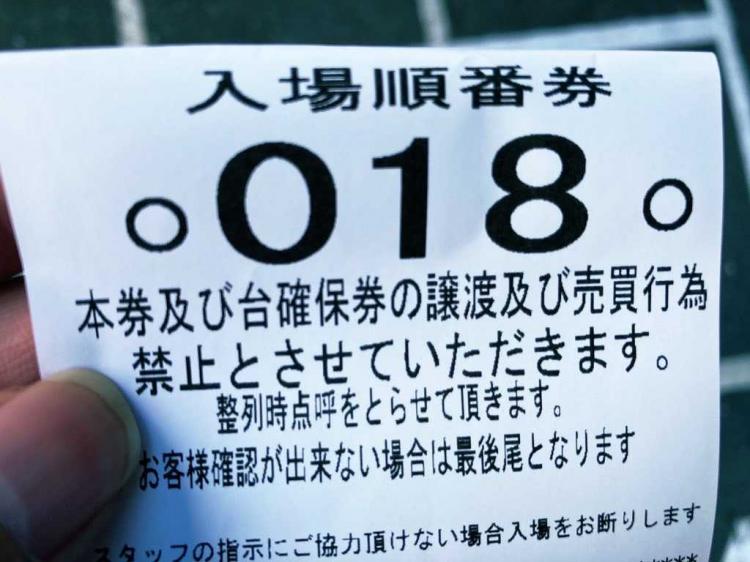 入場順番券
○018○
本券及び台確保券の譲渡及び売買行為
禁止とさせていただきます。
整列時点呼をとらせて頂きます。
お客様確認が出来ない場合は最後尾となります
スタッフの指示にご協力頂けない場合入場をお断りします
****